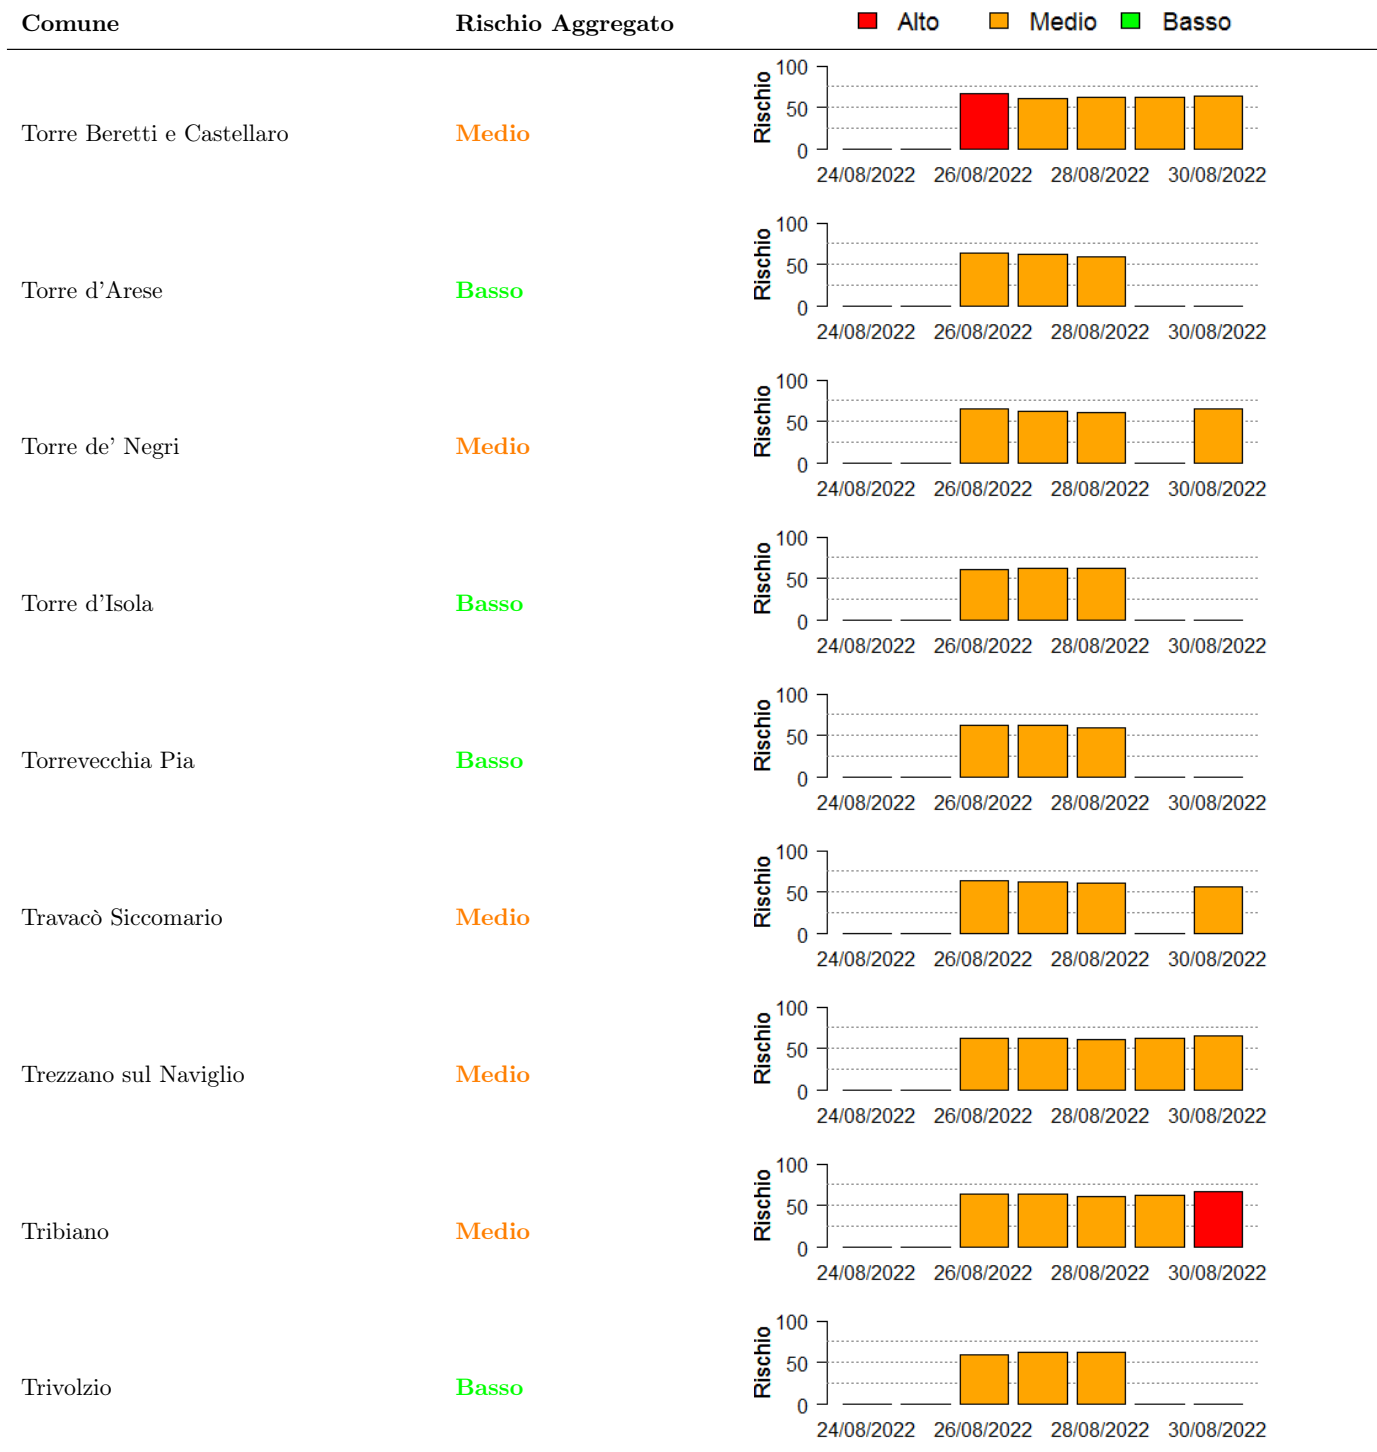 Comune Rischio Aggregato Alto Medio Basso
Torre Beretti e Castellaro Medio
Rischio
100
50
0
24/08/2022 26/08/2022 28/08/2022 30/08/2022
Torre d'Arese Basso
Rischio
100
50
0
24/08/2022 26/08/2022 28/08/2022 30/08/2022
Torre de' Negri Medio
Rischio
100
50
0
24/08/2022 26/08/2022 28/08/2022 30/08/2022
Torre d'Isola Basso
Rischio
100
50
0
24/08/2022 26/08/2022 28/08/2022 30/08/2022
Torrevecchia Pia Basso
Rischio
100
50
0
24/08/2022 26/08/2022 28/08/2022 30/08/2022
Travacò Siccomario Medio
Rischio
100
50
0
24/08/2022 26/08/2022 28/08/2022 30/08/2022
Trezzano sul Naviglio Medio
Rischio
100
50
0
24/08/2022 26/08/2022 28/08/2022 30/08/2022
Tribiano Medio
Rischio
100
50
0
24/08/2022 26/08/2022 28/08/2022 30/08/2022
Trivolzio Basso
Rischio
100
50
0
24/08/2022 26/08/2022 28/08/2022 30/08/2022